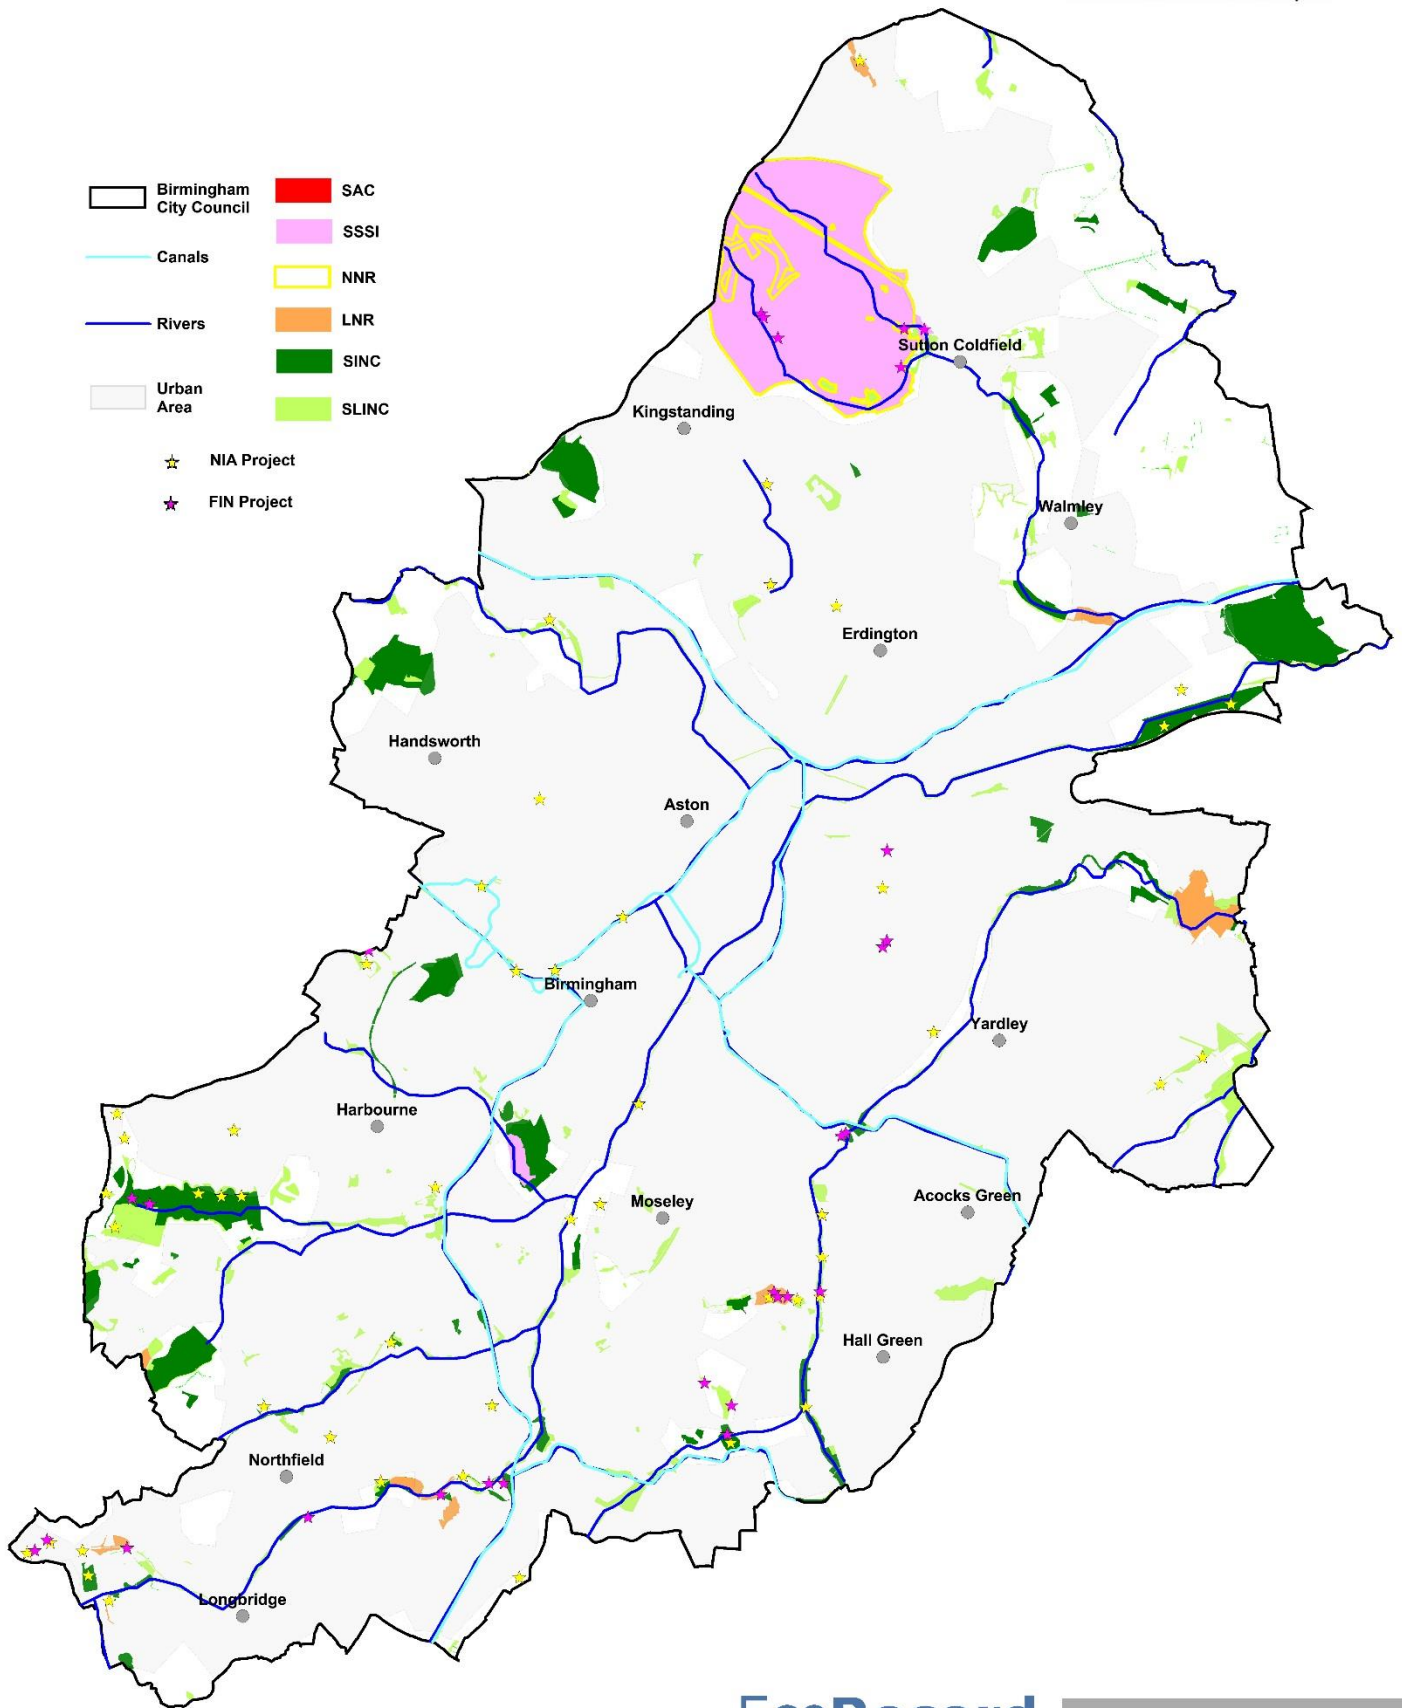 Birmingham
City Council
Canals
Rivers
Urban
Area
SAC
SSSI
NNR
LNR
SINC
SLINC
NIA Project
FIN Project
Sutton Coldfield
Kingstanding
Walmley
Erdington
Handsworth
Aston
Birmingham
Yardley
Harbourne
Moseley
Acocks Green
Hall Green
Northfield
Longbridge
EcoRecord